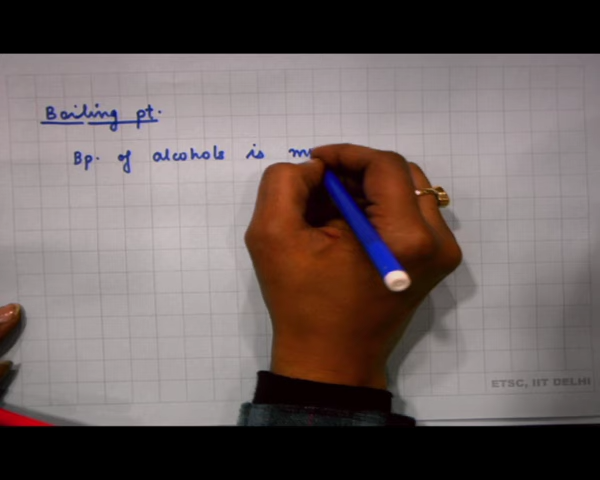 Boiling pt.
Bp. of alcohols is
ETSC, IIT DELHI